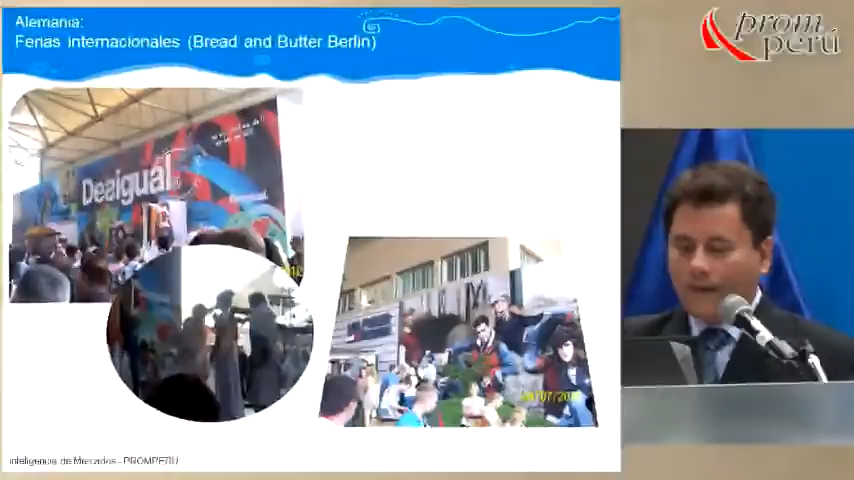 Alemania:
Ferias internacionales (Bread and Butter Berlin)
prom
perú
Desigual
Inteligencia de Mercados - PROMPERU